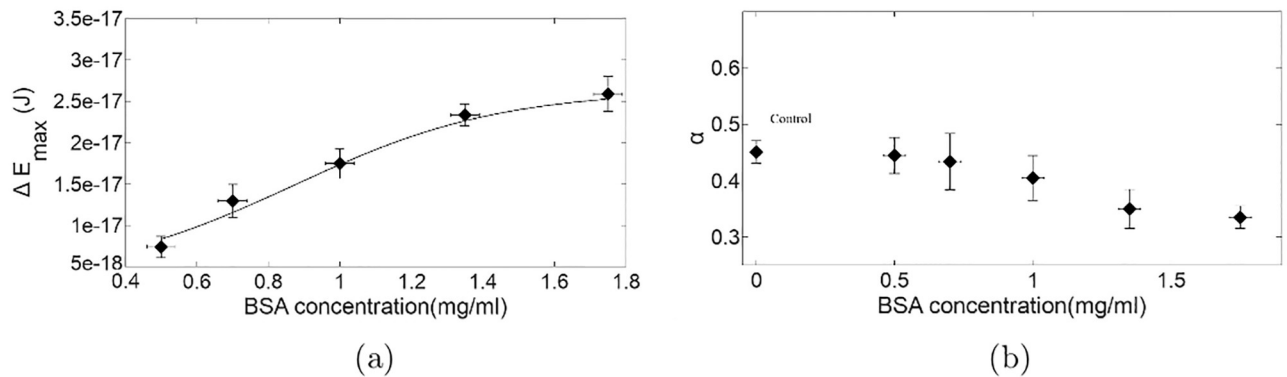 3.5e-17
3e-17
2.5e-17
2e-17
1.5e-17
1e-17
5e-18
Δ E max (J)
0.4 0.6 0.8 1 1.2 1.4 1.6 1.8
BSA concentration(mg/ml)
(a)
0.6
0.5
0.4
0.3
α
Control
0 0.5 1 1.5
BSA concentration(mg/ml)
(b)